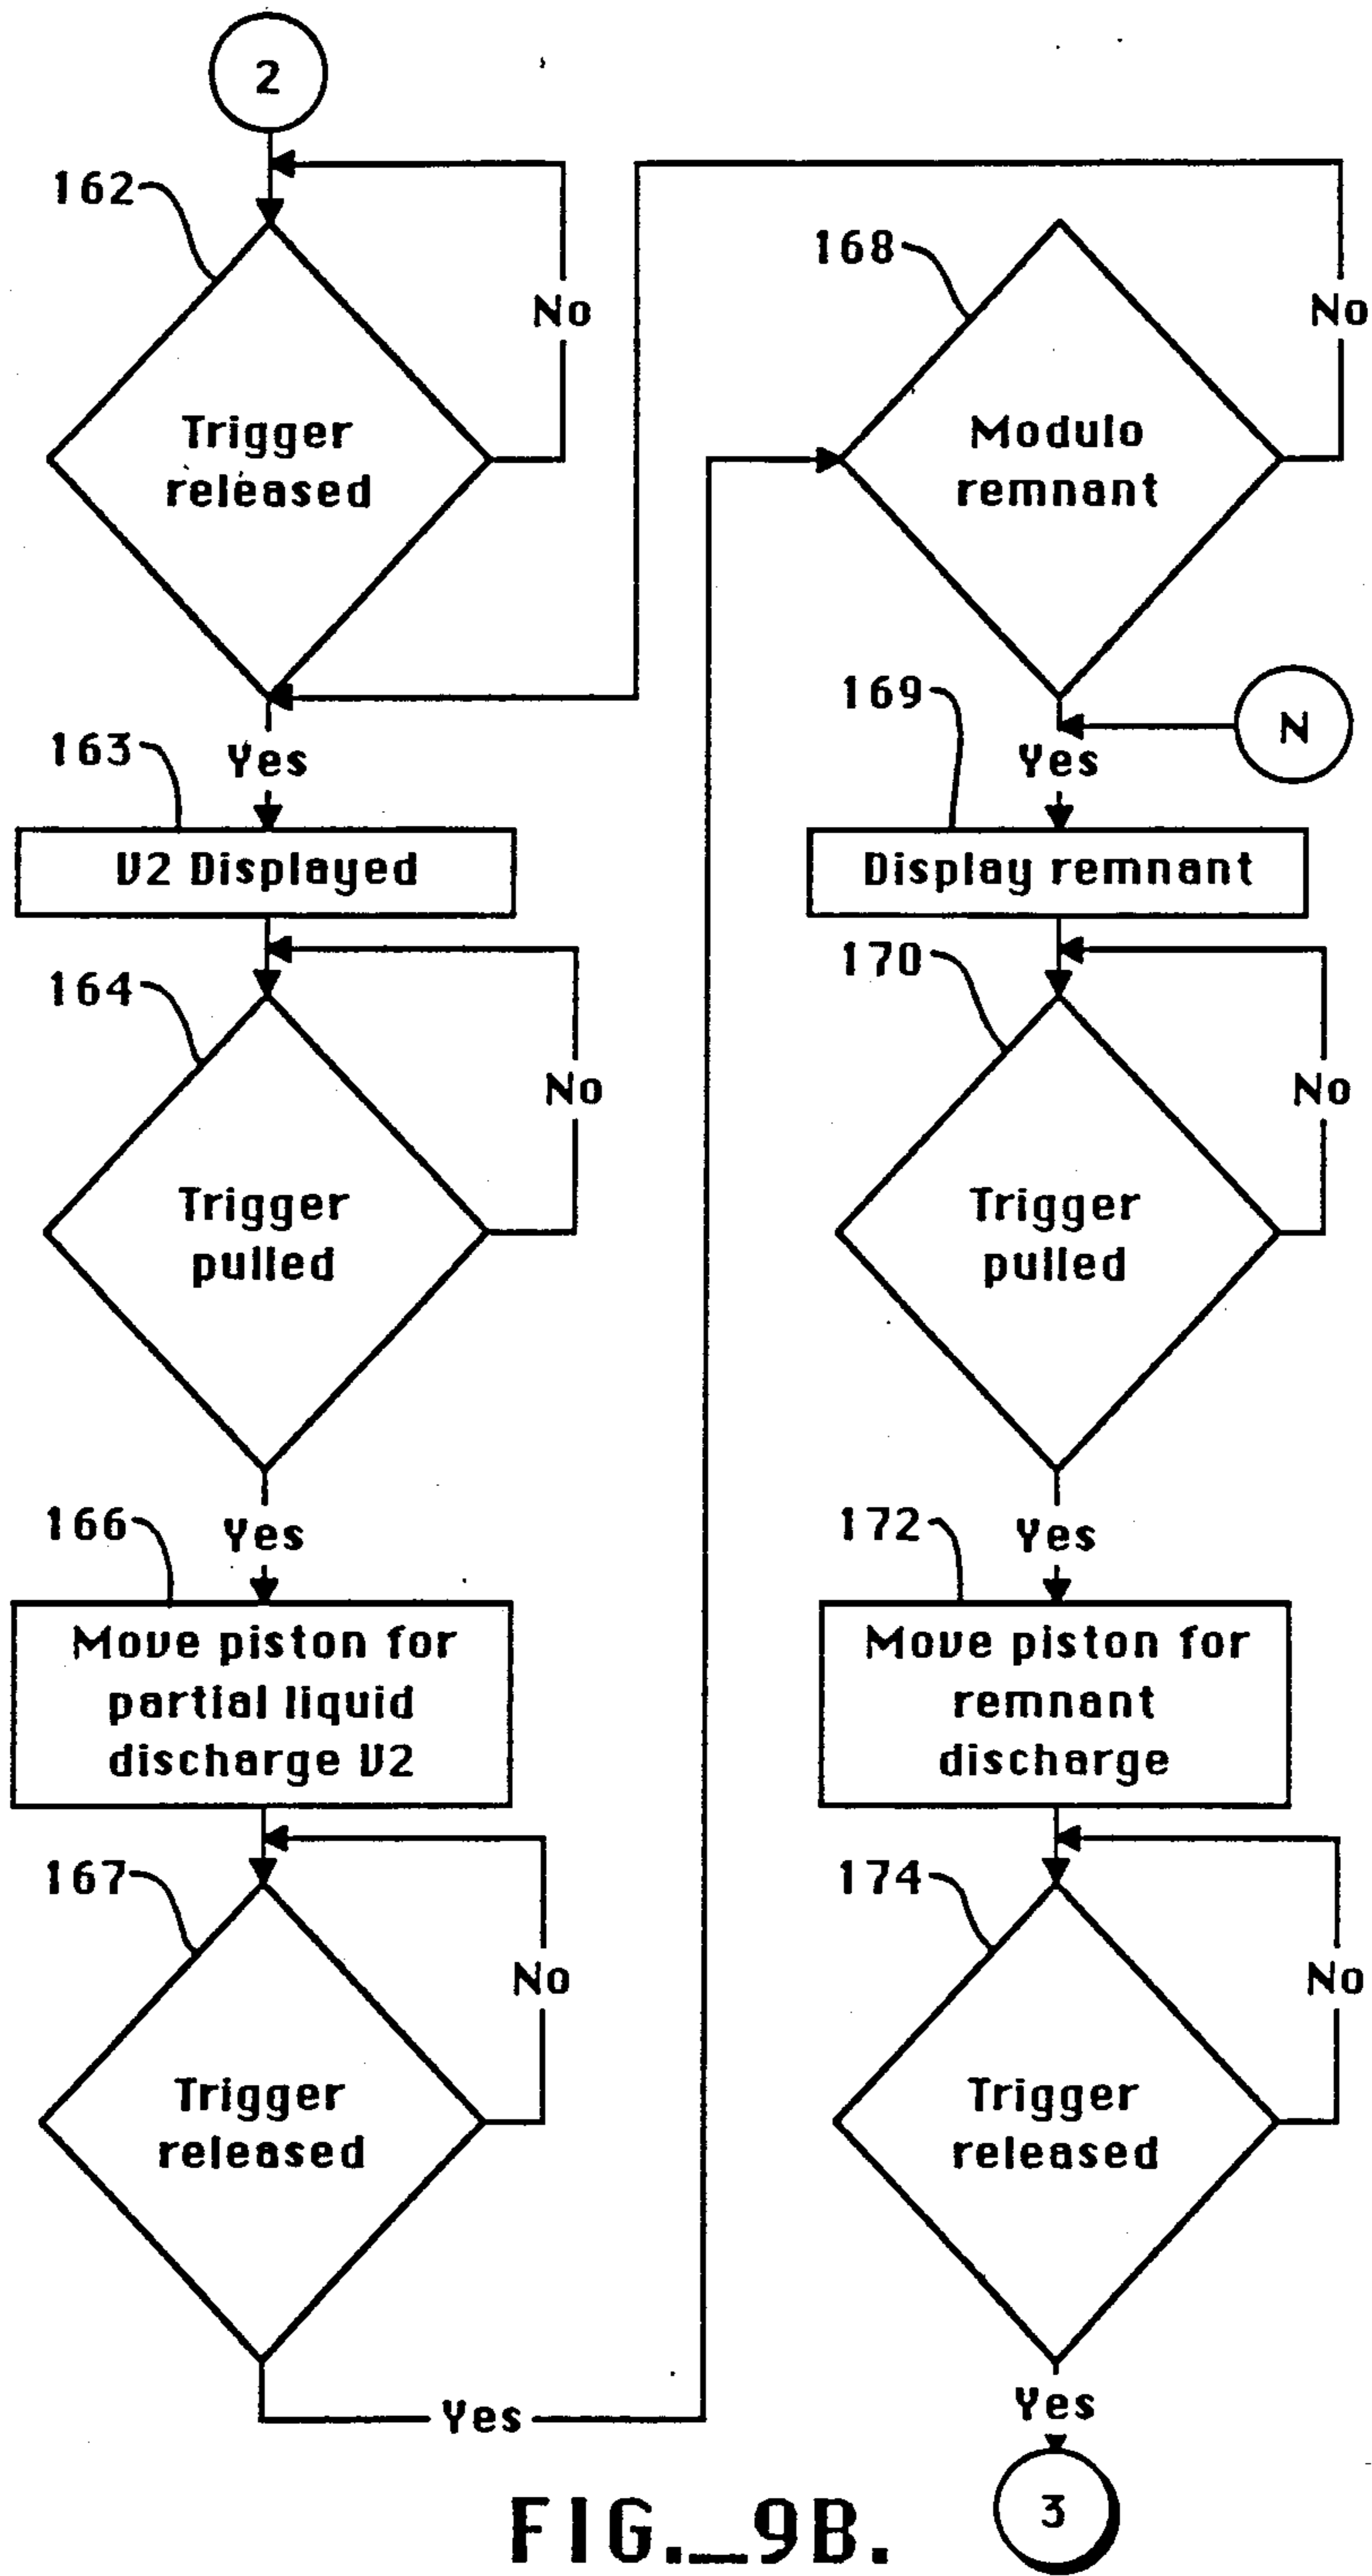 2
162
No
Trigger
released
163
Yes
V2 Displayed
164
No
Trigger
pulled
166
Yes
Move piston for
partial liquid
discharge V2
167
No
Trigger
released
Yes
168
No
Modulo
remnant
169
N
Yes
Display remnant
170
No
Trigger
pulled
172
Yes
Move piston for
remnant
discharge
174
No
Trigger
released
Yes
3
FIG._9B.